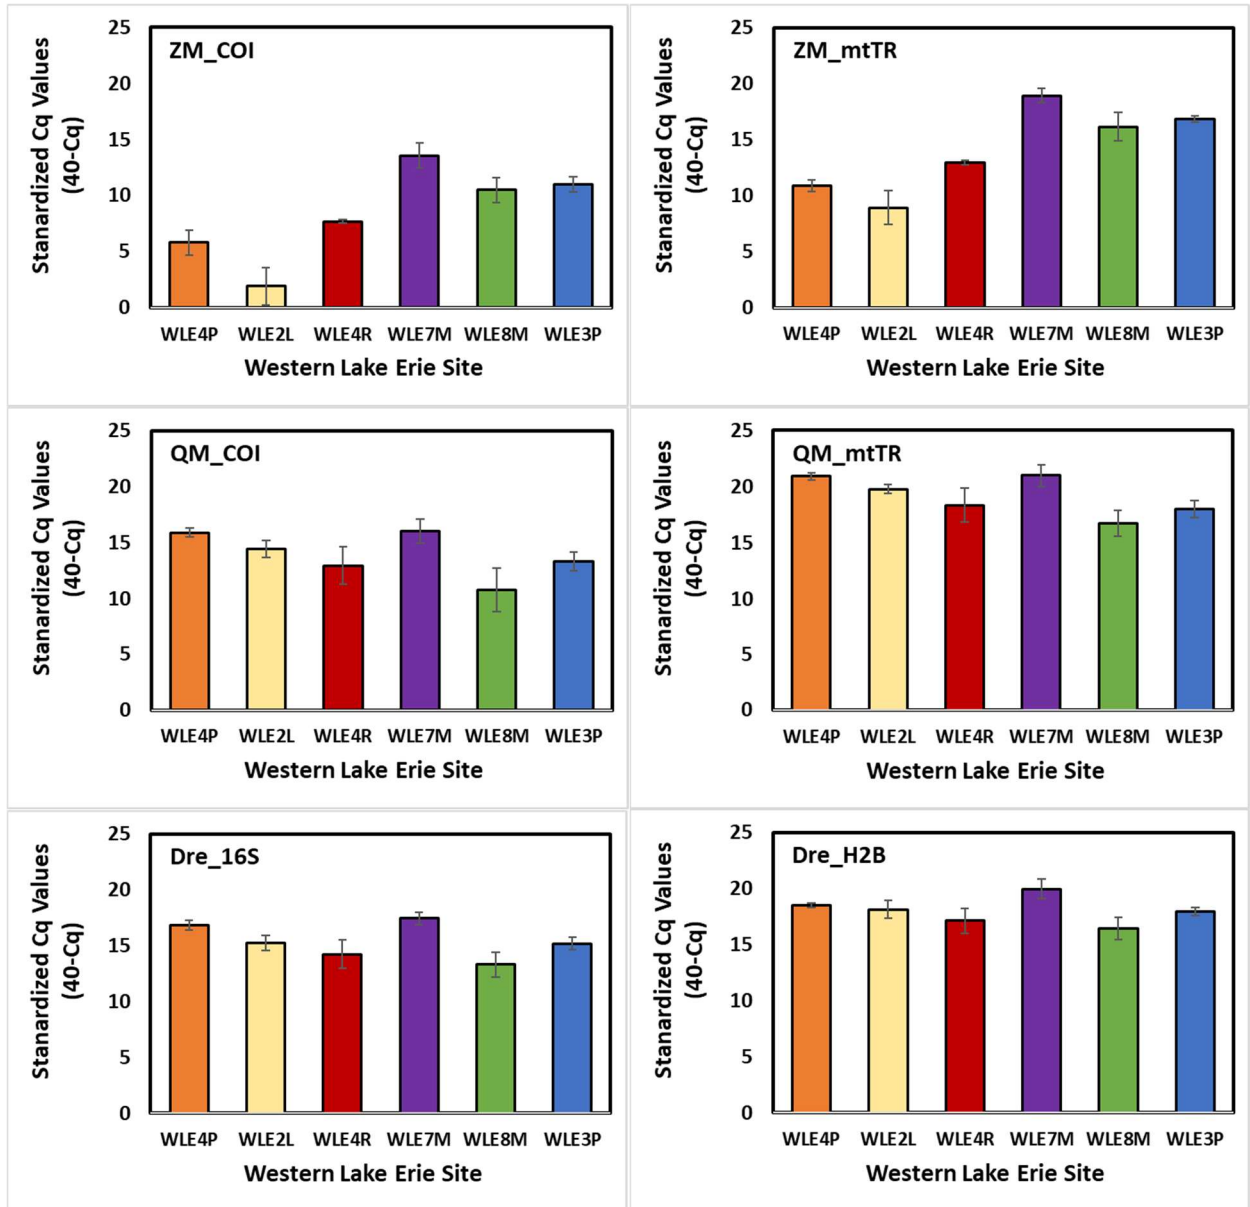 ZM_COI
Stanardized Cq Values
(40-Cq)
25
20
15
10
5
0
WLE4P WLE2L WLE4R WLE7M WLE8M WLE3P
Western Lake Erie Site
ZM_mtTR
Stanardized Cq Values
(40-Cq)
25
20
15
10
5
0
WLE4P WLE2L WLE4R WLE7M WLE8M WLE3P
Western Lake Erie Site
QM_COI
Stanardized Cq Values
(40-Cq)
25
20
15
10
5
0
WLE4P WLE2L WLE4R WLE7M WLE8M WLE3P
Western Lake Erie Site
QM_mtTR
Stanardized Cq Values
(40-Cq)
25
20
15
10
5
0
WLE4P WLE2L WLE4R WLE7M WLE8M WLE3P
Western Lake Erie Site
Dre_16S
Stanardized Cq Values
(40-Cq)
25
20
15
10
5
0
WLE4P WLE2L WLE4R WLE7M WLE8M WLE3P
Western Lake Erie Site
Dre_H2B
Stanardized Cq Values
(40-Cq)
25
20
15
10
5
0
WLE4P WLE2L WLE4R WLE7M WLE8M WLE3P
Western Lake Erie Site